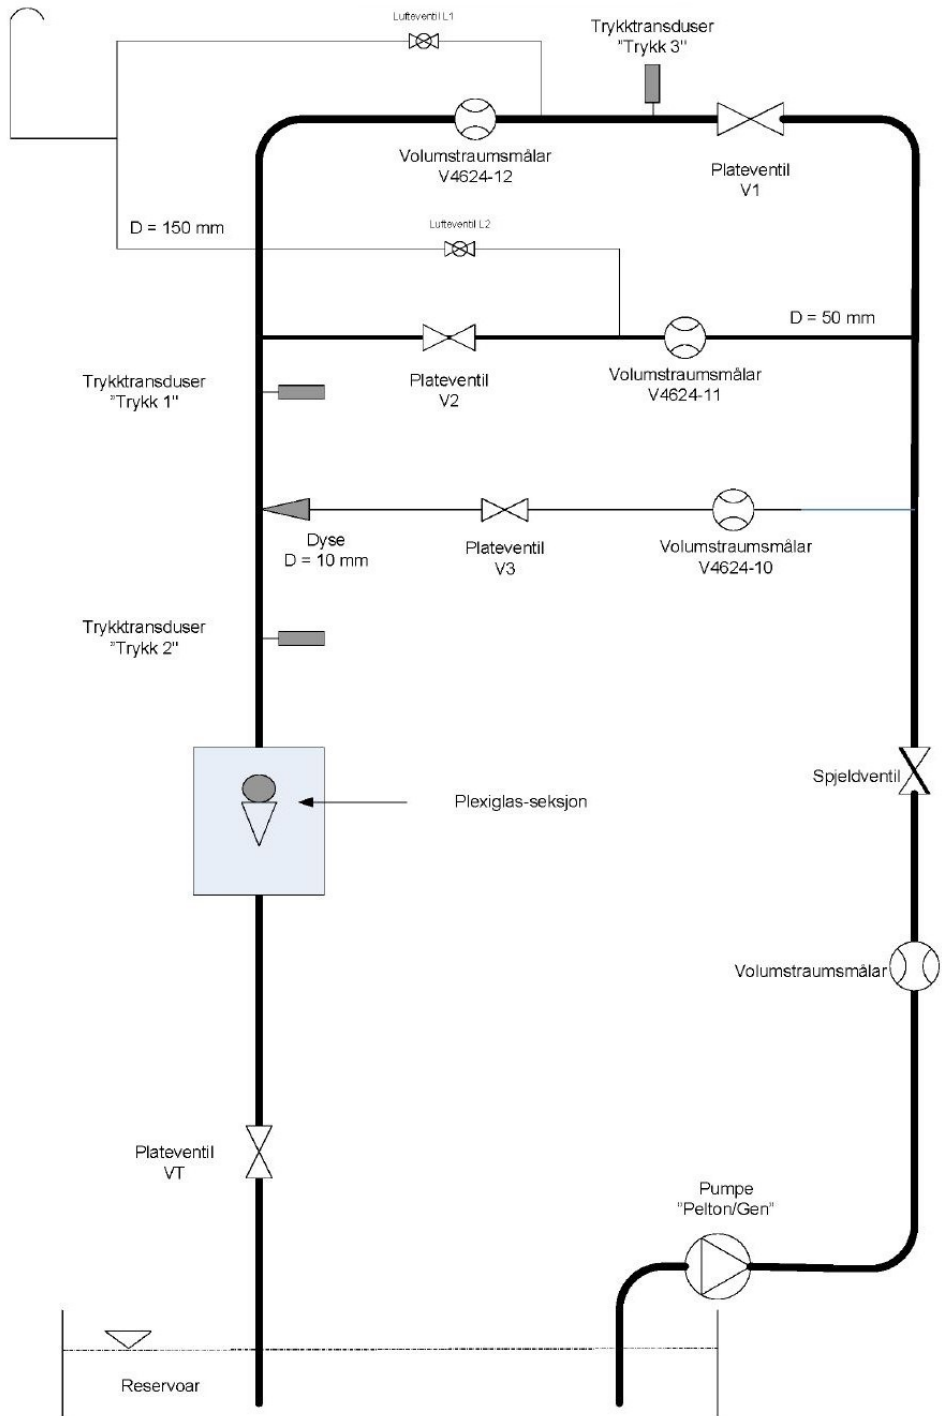 Lufteventil L1
Trykktransduser
"Trykk 3"
Volumstraumsmålar
V4624-12
Plateventil
V1
D = 150 mm
Lufteventil L2
D = 50 mm
Trykktransduser
"Trykk 1"
Plateventil
V2
Volumstraumsmålar
V4624-11
Dyse
D = 10 mm
Plateventil
V3
Volumstraumsmålar
V4624-10
Trykktransduser
"Trykk 2"
Spjeldventil
Plexiglas-seksjon
Volumstraumsmålar
Plateventil
VT
Pumpe
"Pelton/Gen"
Reservoar